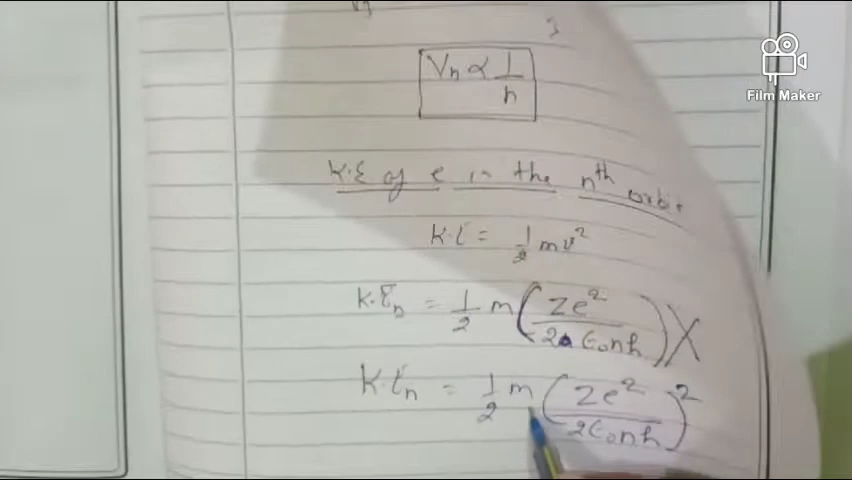 Vn ∝ 1/n
Film Maker
K.E of e in the nth orbit
K.E = 1/2 mv²
K.En = 1/2 m (Ze²/2ε₀nh) X
K.En = 1/2 m (Ze²/2ε₀nh)²